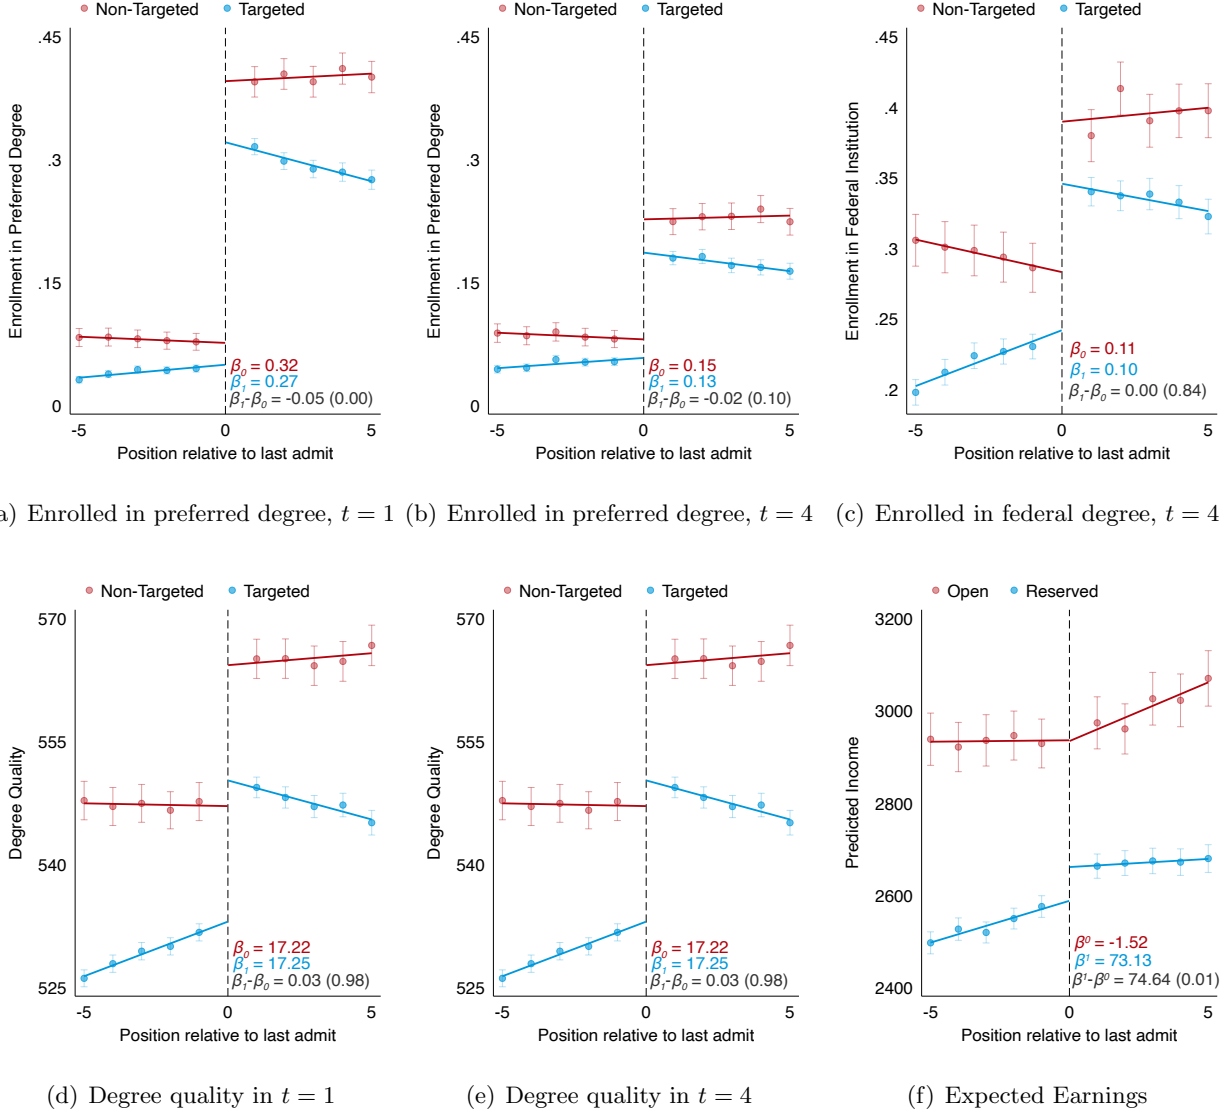 Non-Targeted Targeted
.45
.3
.15
0
Enrollment in Preferred Degree
β0 = 0.32
β1 = 0.27
β1-β0 = -0.05 (0.00)
-5 0 5
Position relative to last admit
Non-Targeted Targeted
.45
.3
.15
0
Enrollment in Preferred Degree
β0 = 0.15
β1 = 0.13
β1-β0 = -0.02 (0.10)
-5 0 5
Position relative to last admit
Non-Targeted Targeted
.45
.4
.35
.3
.25
.2
Enrollment in Federal Institution
β0 = 0.11
β1 = 0.10
β1-β0 = 0.00 (0.84)
-5 0 5
Position relative to last admit
) Enrolled in preferred degree, t = 1
(b) Enrolled in preferred degree, t = 4
(c) Enrolled in federal degree, t = 4
Non-Targeted Targeted
570
555
540
525
Degree Quality
β0 = 17.22
β1 = 17.25
β1-β0 = 0.03 (0.98)
-5 0 5
Position relative to last admit
Non-Targeted Targeted
570
555
540
525
Degree Quality
β0 = 17.22
β1 = 17.25
β1-β0 = 0.03 (0.98)
-5 0 5
Position relative to last admit
Open Reserved
3200
3000
2800
2600
2400
Predicted Income
β⁰ = -1.52
β¹ = 73.13
β¹-β⁰ = 74.64 (0.01)
-5 0 5
Position relative to last admit
(d) Degree quality in t = 1
(e) Degree quality in t = 4
(f) Expected Earnings